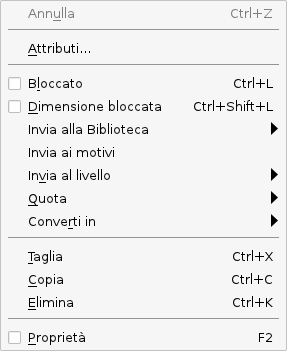 Annulla Ctrl+Z
Attributi...
Bloccato Ctrl+L
Dimensione bloccata Ctrl+Shift+L
Invia alla Biblioteca
Invia ai motivi
Invia al livello
Quota
Converti in
Taglia Ctrl+X
Copia Ctrl+C
Elimina Ctrl+K
Proprietà F2